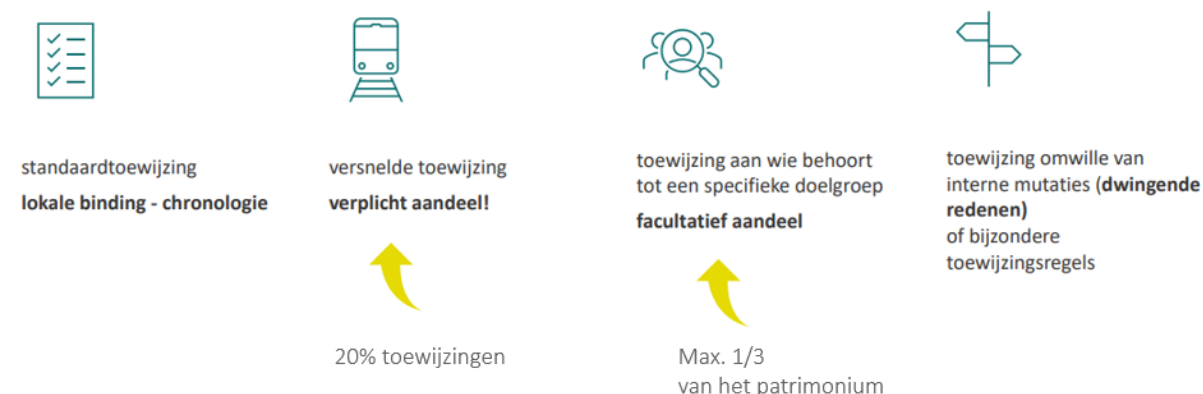 standaardtoewijzing
lokale binding - chronologie
versnelde toewijzing
verplicht aandeel!
20% toewijzingen
toewijzing aan wie behoort
tot een specifieke doelgroep
facultatief aandeel
Max. 1/3
van het patrimonium
toewijzing omwille van
interne mutaties (dwingende
redenen)
of bijzondere
toewijzingsregels